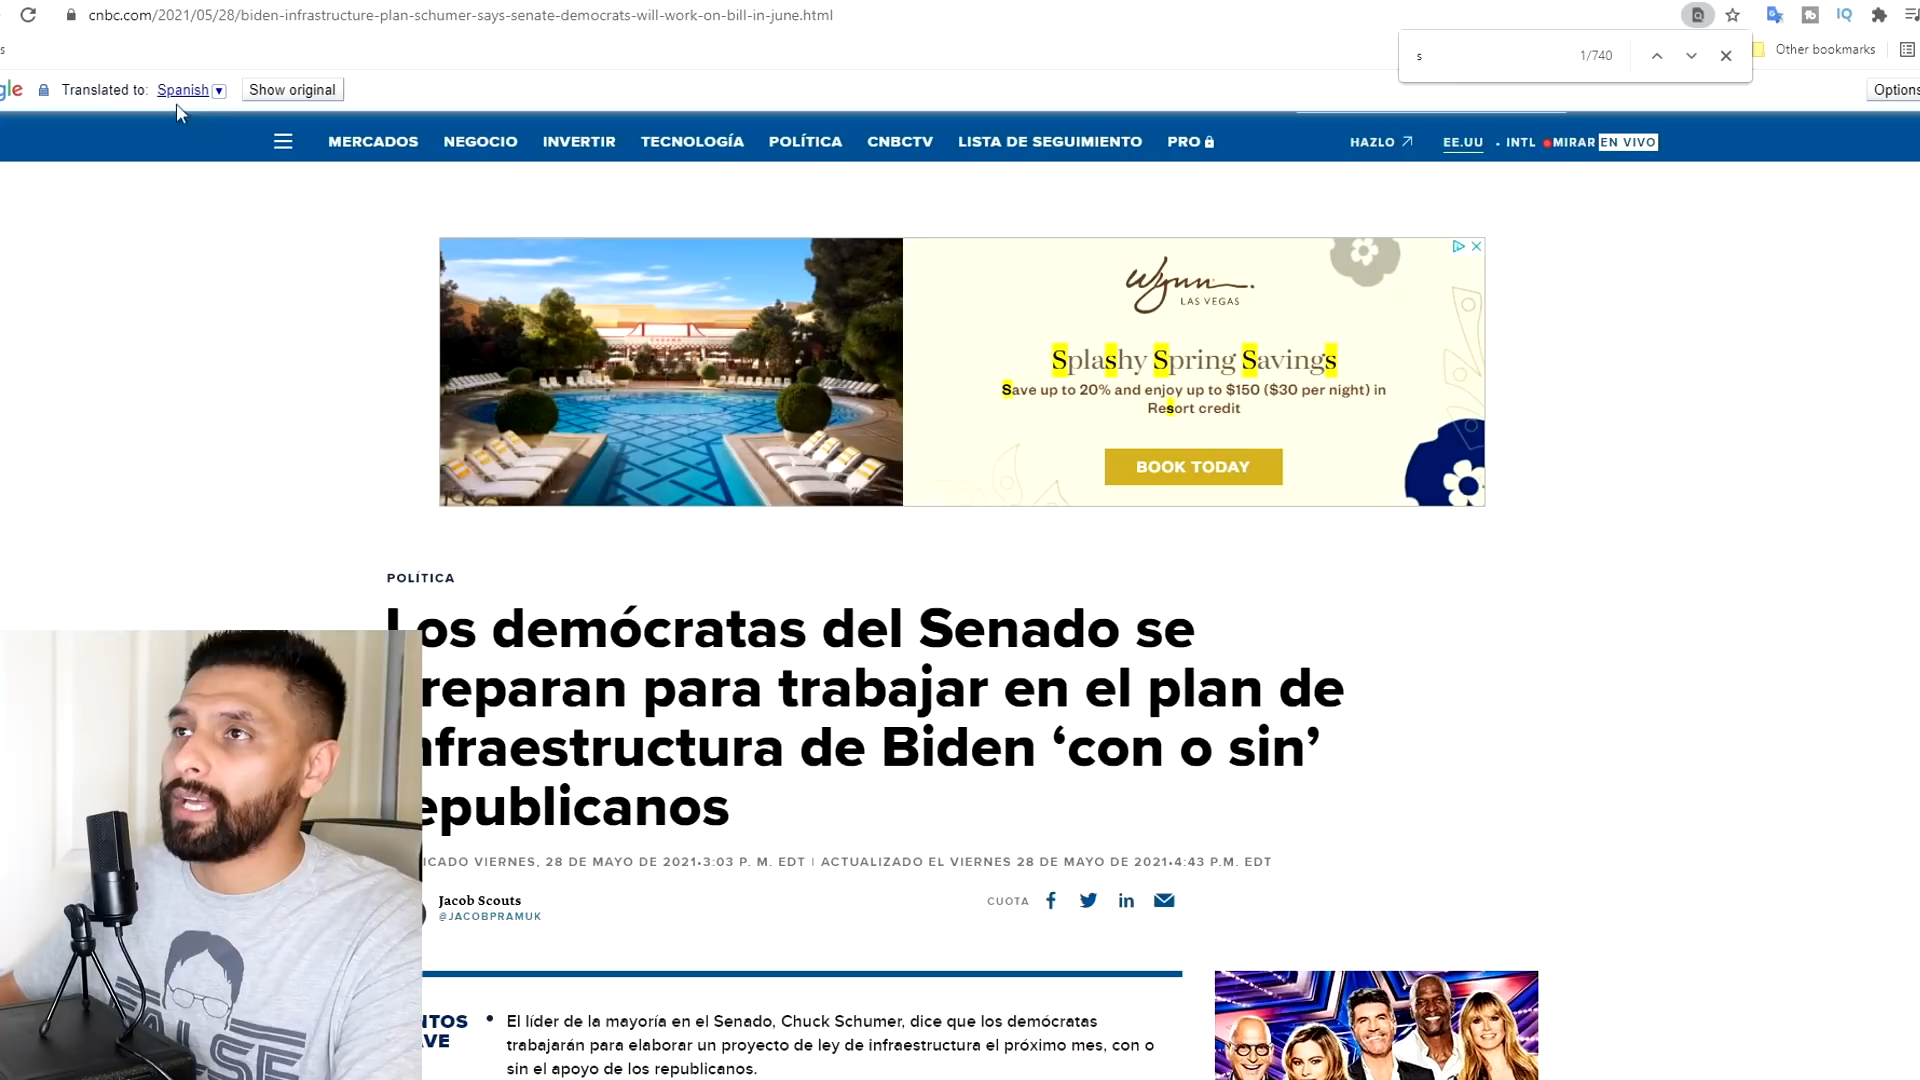 cnbc.com/2021/05/28/biden-infrastructure-plan-schumer-says-senate-democrats-will-work-on-bill-in-june.html
IQ
s
s 1/740
Other bookmarks
gle Translated to: Spanish Show original
Options
MERCADOS NEGOCIO INVERTIR TECNOLOGÍA POLÍTICA CNBCTV LISTA DE SEGUIMIENTO PRO
HAZLO EE.UU INTL MIRAR EN VIVO
Wynn
LAS VEGAS
Splashy Spring Savings
Save up to 20% and enjoy up to $150 ($30 per night) in
Resort credit
BOOK TODAY
POLÍTICA
Los demócratas del Senado se
reparan para trabajar en el plan de
nfraestructura de Biden ‘con o sin’
epublicanos
ICADO VIERNES, 28 DE MAYO DE 2021•3:03 P. M. EDT | ACTUALIZADO EL VIERNES 28 DE MAYO DE 2021•4:43 P.M. EDT
Jacob Scouts
@JACOBPRAMUK
CUOTA
NTOS
AVE
• El líder de la mayoría en el Senado, Chuck Schumer, dice que los demócratas
trabajarán para elaborar un proyecto de ley de infraestructura el próximo mes, con o
sin el apoyo de los republicanos.
FALSE